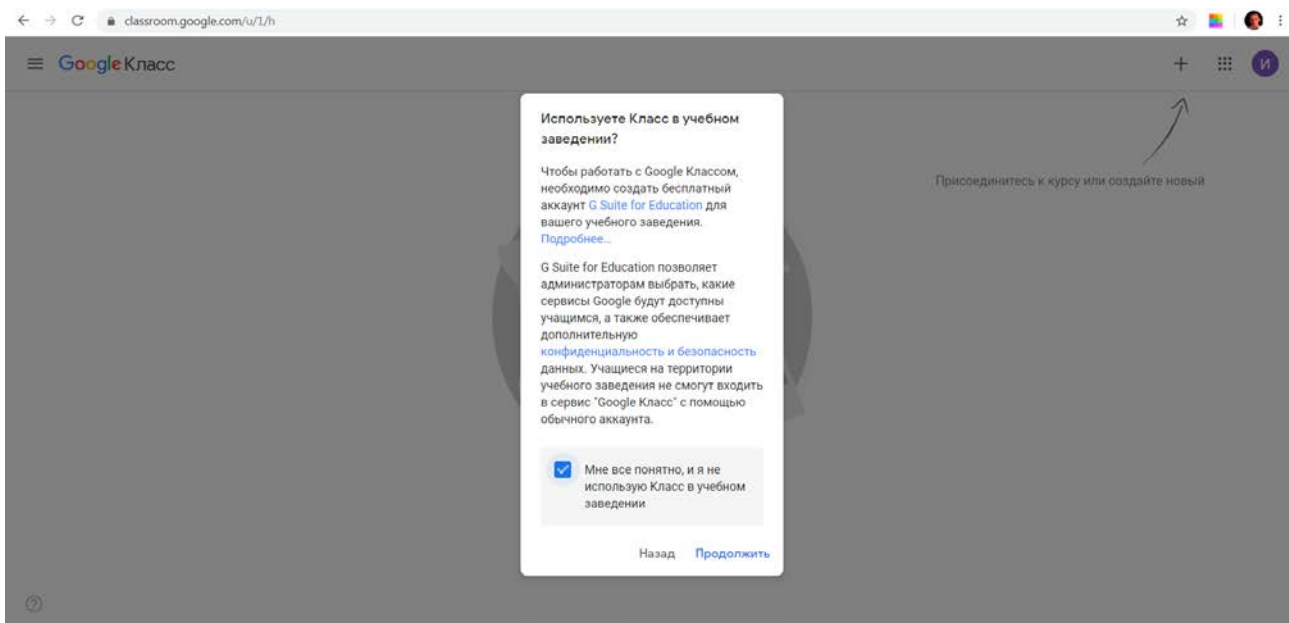 classroom.google.com/u/1/h
Google Класс
И
Присоединитесь к курсу или создайте новый
Используете Класс в учебном
заведении?
Чтобы работать с Google Классом,
необходимо создать бесплатный
аккаунт G Suite for Education для
вашего учебного заведения.
Подробнее...
G Suite for Education позволяет
администраторам выбрать, какие
сервисы Google будут доступны
учащимся, а также обеспечивает
дополнительную
конфиденциальность и безопасность
данных. Учащиеся на территории
учебного заведения не смогут входить
в сервис "Google Класс" с помощью
обычного аккаунта.
Мне все понятно, и я не
использую Класс в учебном
заведении
Назад Продолжить